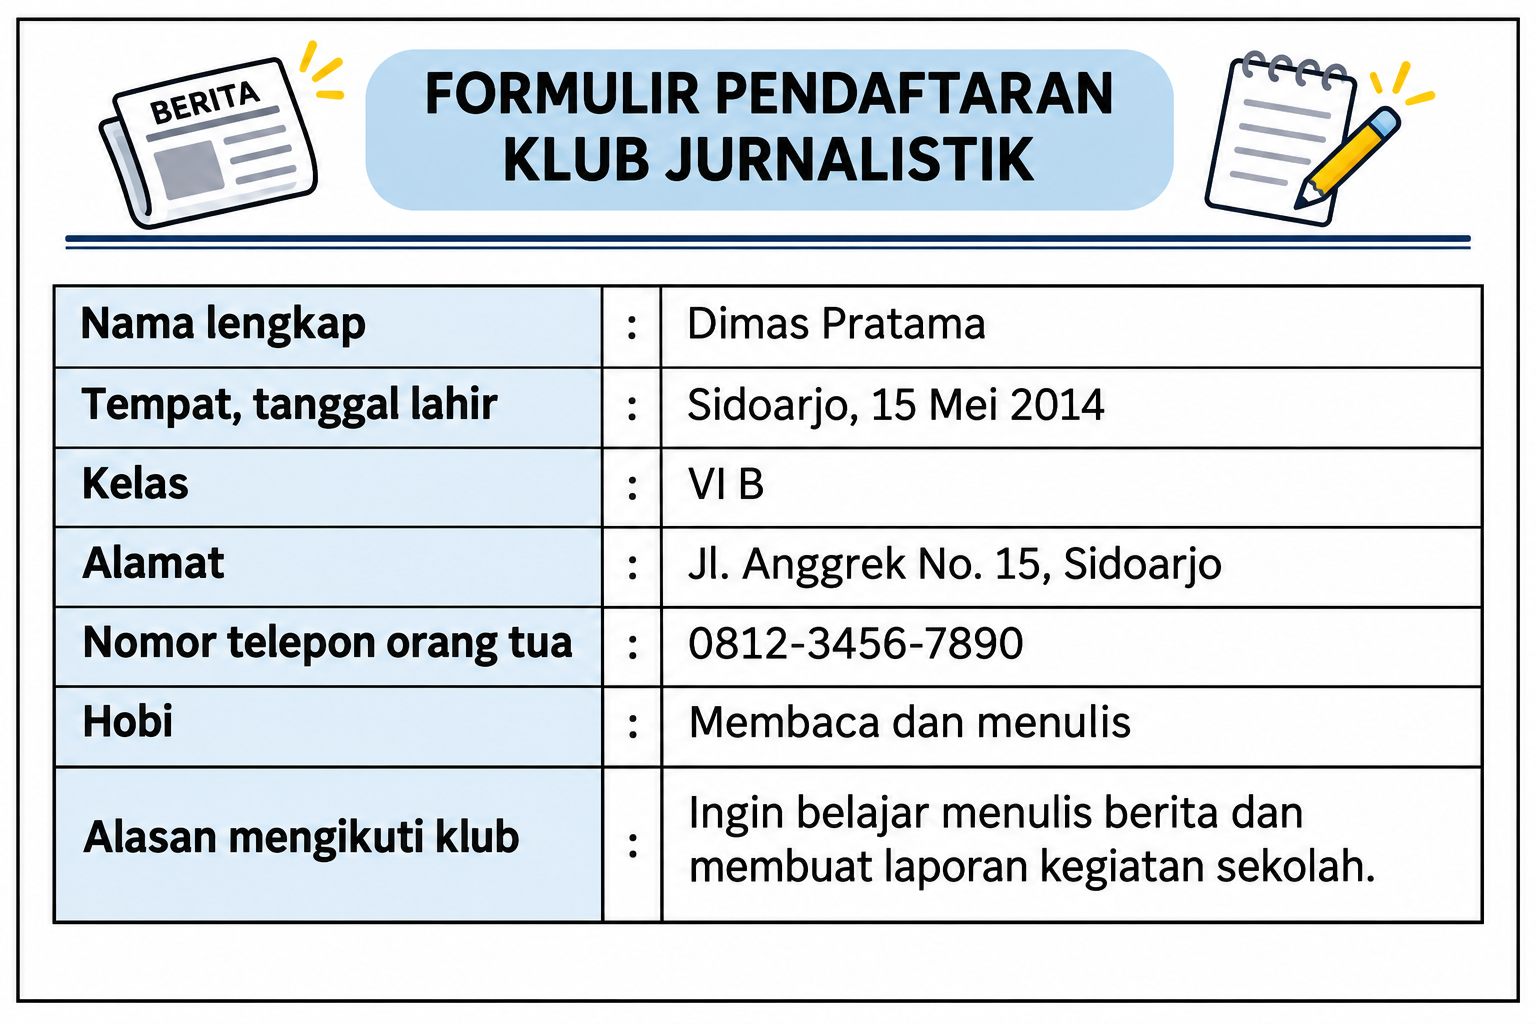 BERITA
FORMULIR PENDAFTARAN
KLUB JURNALISTIK
Nama lengkap : Dimas Pratama
Tempat, tanggal lahir : Sidoarjo, 15 Mei 2014
Kelas : VI B
Alamat : Jl. Anggrek No. 15, Sidoarjo
Nomor telepon orang tua : 0812-3456-7890
Hobi : Membaca dan menulis
Alasan mengikuti klub : Ingin belajar menulis berita dan
membuat laporan kegiatan sekolah.